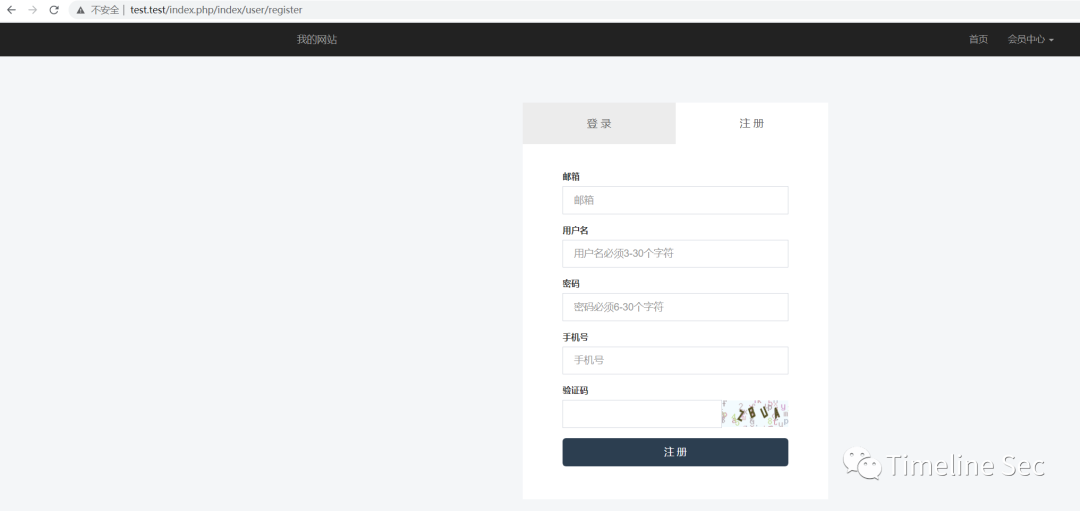 不安全 | test.test/index.php/index/user/register
我的网站 首页 会员中心
登 录 注 册
邮箱
邮箱
用户名
用户名必须3-30个字符
密码
密码必须6-30个字符
手机号
手机号
验证码
ZBUA
注 册
Timeline Sec